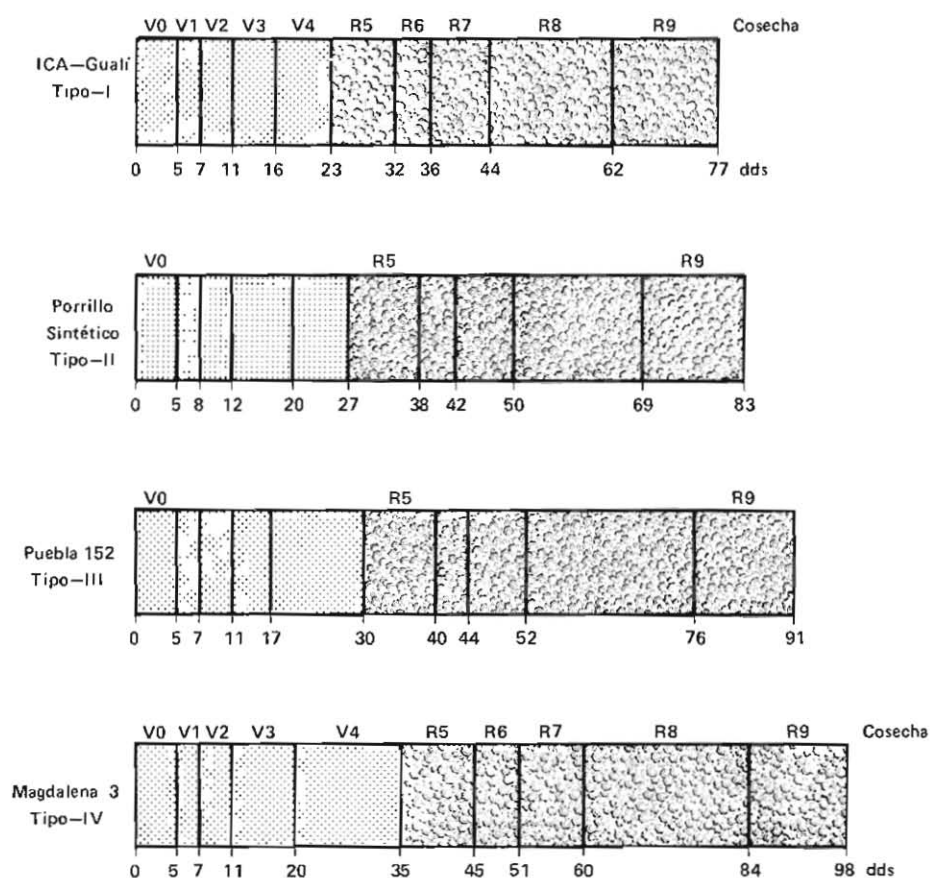 V0 V1 V2 V3 V4 R5 R6 R7 R8 R9 Cosecha
ICA—Gualí
Tipo—I
0 5 7 11 16 23 32 36 44 62 77 dds
V0 R5 R9
Porrillo
Sintético
Tipo—II
0 5 8 12 20 27 38 42 50 69 83
V0 R5 R9
Puebla 152
Tipo—III
0 5 7 11 17 30 40 44 52 76 91
V0 V1 V2 V3 V4 R5 R6 R7 R8 R9 Cosecha
Magdalena 3
Tipo—IV
0 5 7 11 20 35 45 51 60 84 98 dds